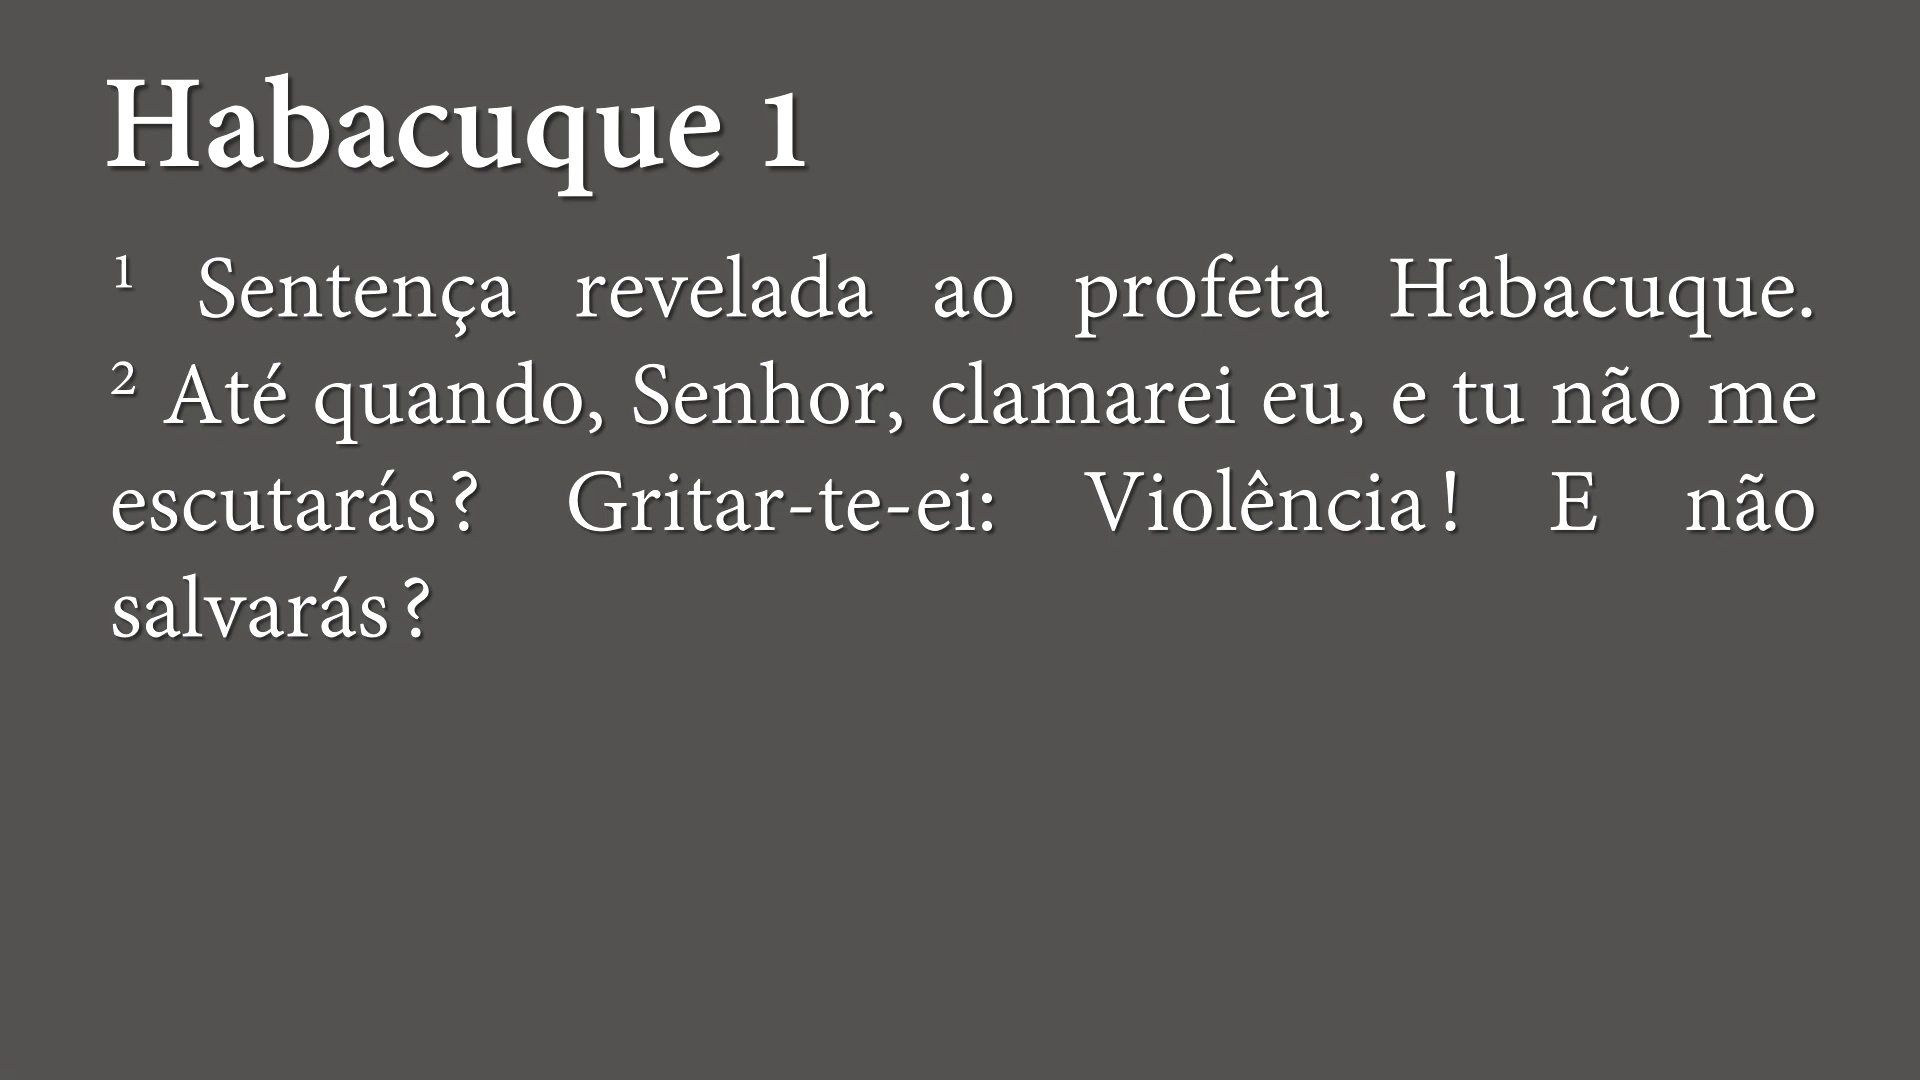 Habacuque 1
¹ Sentença revelada ao profeta Habacuque.
² Até quando, Senhor, clamarei eu, e tu não me
escutarás? Gritar-te-ei: Violência! E não
salvarás?